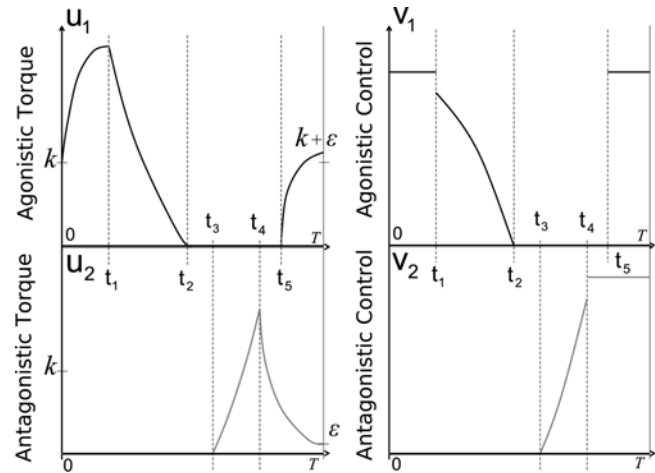 u1
v1
Agonistic Torque
Agonistic Control
k
k+ε
0
t3
t4
T
0
t3
t4
T
u2
t1
t2
t5
v2
t1
t2
t5
Antagonistic Torque
Antagonistic Control
k
ε
0
T
0
T